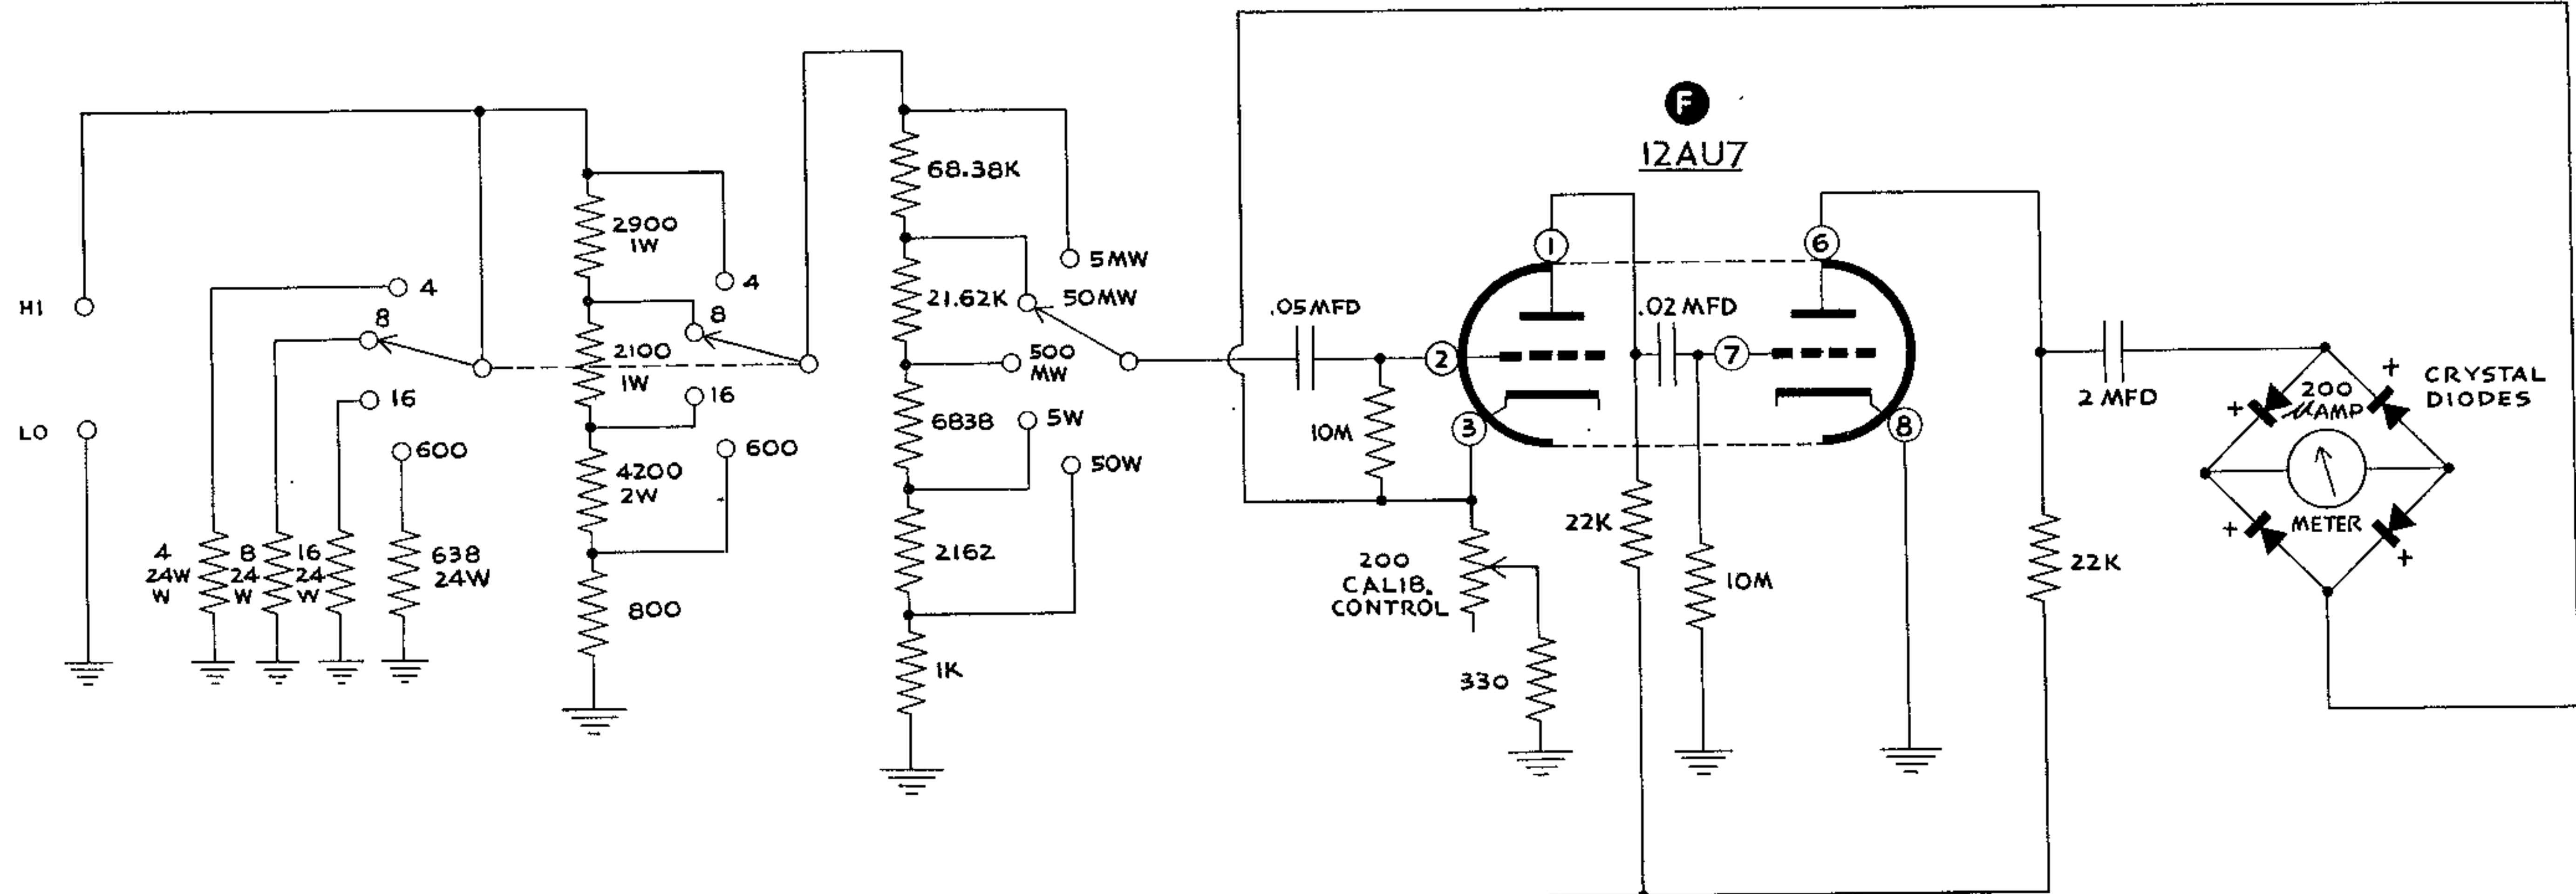 F
12AU7
HI
LO
4
8
16
600
4
24W
W
8
24
W
16
24
W
638
24W
2900
1W
2100
1W
4200
2W
800
4
8
16
600
68.38K
21.62K
6838
2162
1K
5MW
50MW
500
MW
5W
50W
.05MFD
10M
1
2
3
200
CALIB.
CONTROL
330
22K
.02 MFD
10M
6
7
8
22K
2 MFD
+
+
200
μAMP
METER
+
+
CRYSTAL
DIODES